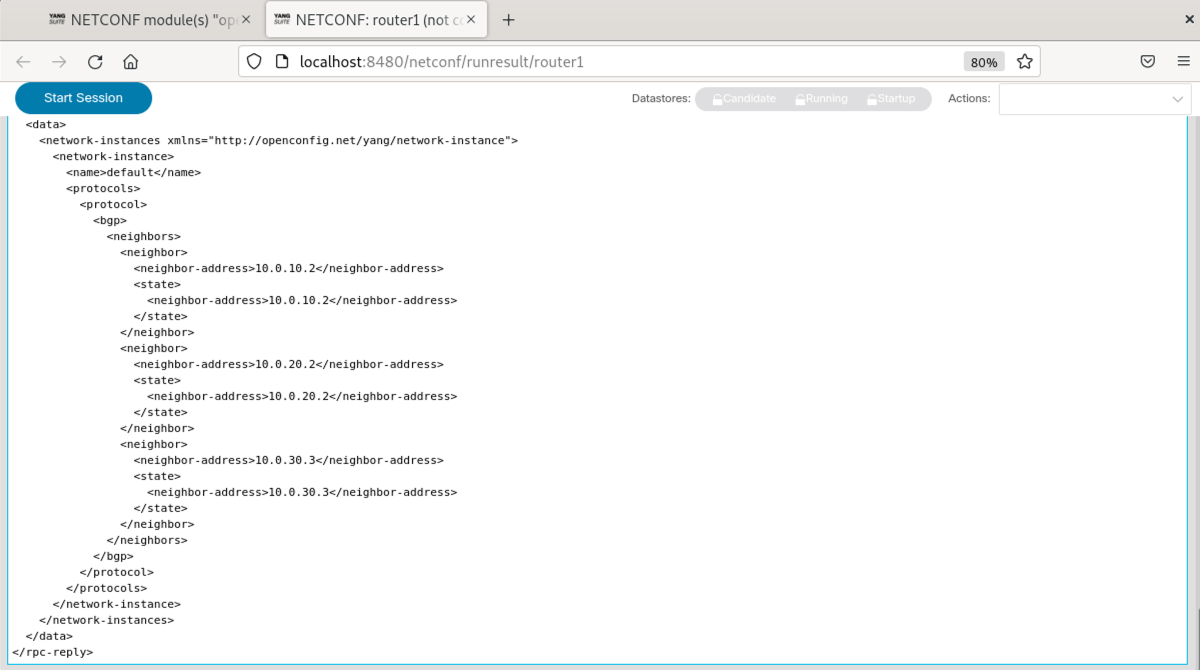 YANG SUITE NETCONF module(s) "op
YANG SUITE NETCONF: router1 (not c
localhost:8480/netconf/runresult/router1
80%
Start Session
Datastores: Candidate Running Startup Actions:
<data>
<network-instances xmlns="http://openconfig.net/yang/network-instance">
<network-instance>
<name>default</name>
<protocols>
<protocol>
<bgp>
<neighbors>
<neighbor>
<neighbor-address>10.0.10.2</neighbor-address>
<state>
<neighbor-address>10.0.10.2</neighbor-address>
</state>
</neighbor>
<neighbor>
<neighbor-address>10.0.20.2</neighbor-address>
<state>
<neighbor-address>10.0.20.2</neighbor-address>
</state>
</neighbor>
<neighbor>
<neighbor-address>10.0.30.3</neighbor-address>
<state>
<neighbor-address>10.0.30.3</neighbor-address>
</state>
</neighbor>
</neighbors>
</bgp>
</protocol>
</protocols>
</network-instance>
</network-instances>
</data>
</rpc-reply>